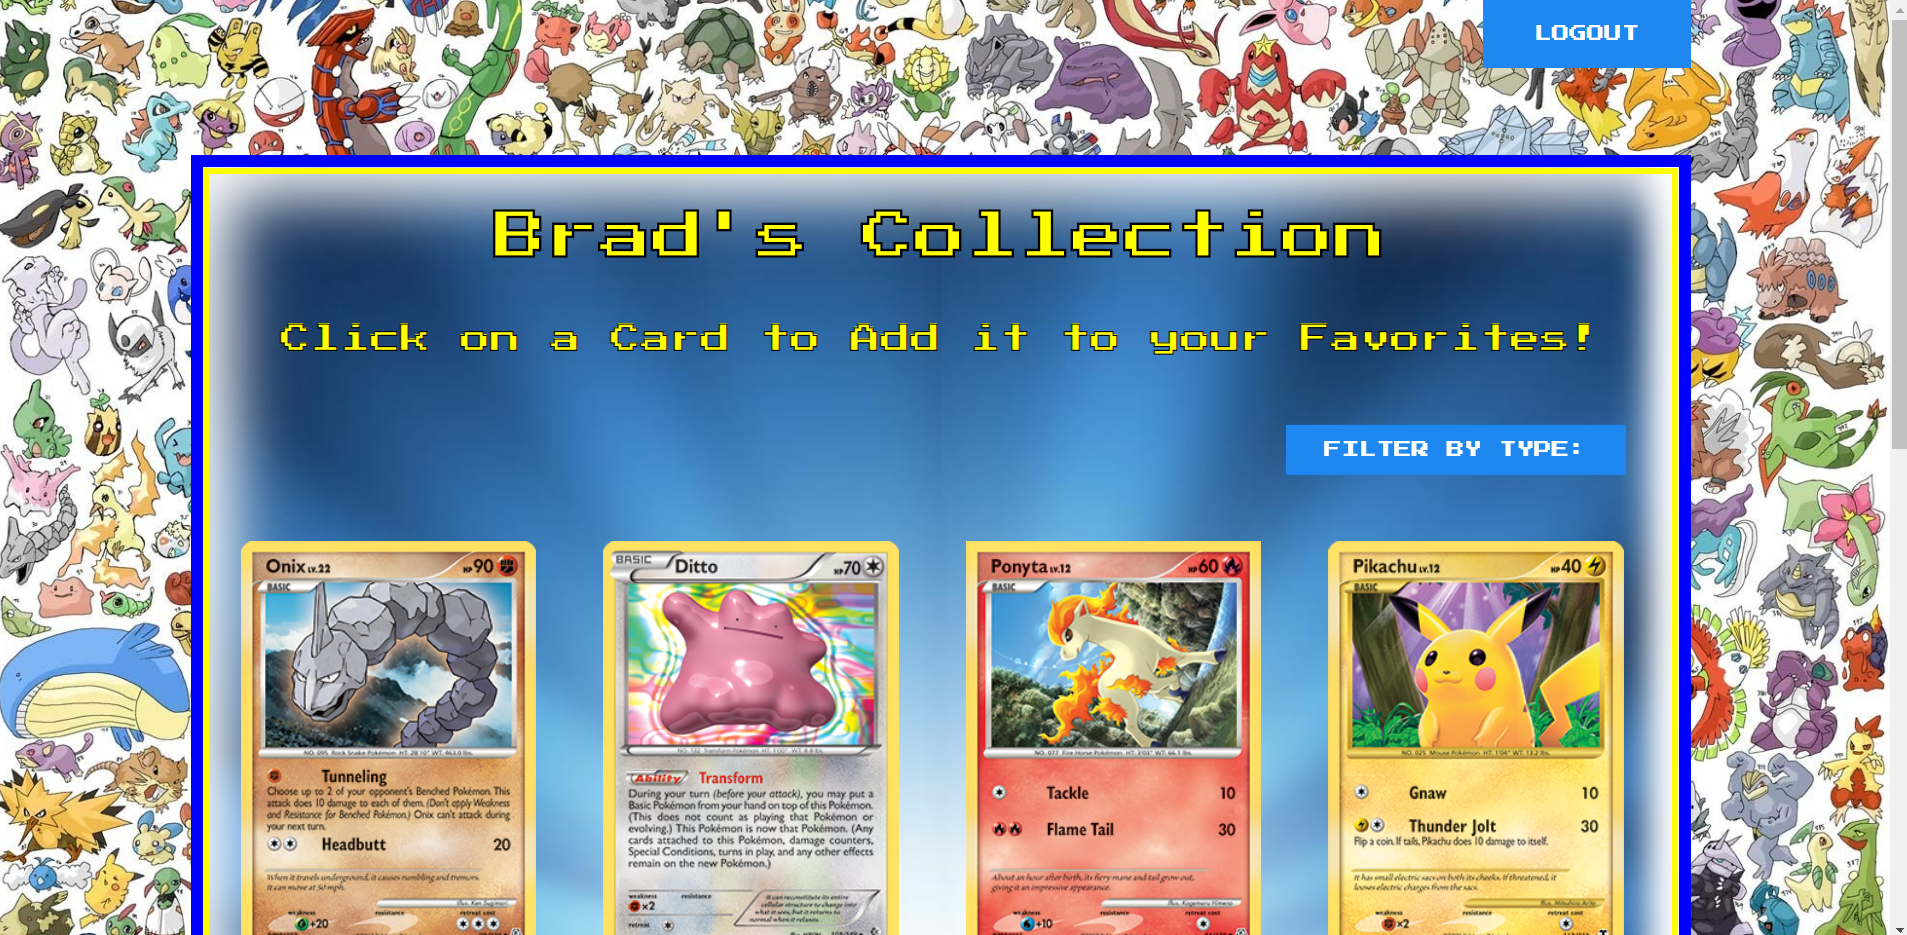 LOGOUT
Brad's Collection
Click on a Card to Add it to your Favorites!
FILTER BY TYPE:
Onix LV.22 HP 90
BASIC
NO. 095 Rock Snake Pokémon HT: 28'10" WT: 463.0 lbs.
Tunneling
Choose up to 2 of your opponent's Benched Pokémon. This
attack does 10 damage to each of them. (Don't apply Weakness
and Resistance for Benched Pokémon.) Onix can't attack during
your next turn.
Headbutt 20
When it travels underground, it causes rumbling and tremors.
It can move at 50 mph.
Illus. Ken Sugimori
weakness resistance retreat cost
+20
BASIC Ditto HP 70
NO. 132 Transform Pokémon HT: 1'00" WT: 8.8 lbs.
Ability Transform
During your turn (before your attack), you may put a
Basic Pokémon from your hand on top of this Pokémon.
(This does not count as playing that Pokémon or
evolving.) This Pokémon is now that Pokémon. (Any
cards attached to this Pokémon, damage counters,
Special Conditions, turns in play, and any other effects
remain on the new Pokémon.)
weakness resistance
×2
It can reconstitute its entire
cellular structure to change into
what it sees, but it returns to
normal when it relaxes.
retreat
Ponyta LV.12 HP 60
BASIC
NO. 077 Fire Horse Pokémon HT: 3'03" WT: 66.1 lbs.
Tackle 10
Flame Tail 30
About an hour after birth, its fiery mane and tail grow out,
giving it an impressive appearance.
Illus. Kagemaru Himeno
weakness resistance retreat cost
+10
Pikachu LV.12 HP 40
BASIC
NO. 025 Mouse Pokémon HT: 1'04" WT: 13.2 lbs.
Gnaw 10
Thunder Jolt 30
Flip a coin. If tails, Pikachu does 10 damage to itself.
It has small electric sacs on both its cheeks. If threatened, it
looses electric charges from the sacs.
Illus. Mitsuhiro Arita
weakness resistance retreat cost
×2